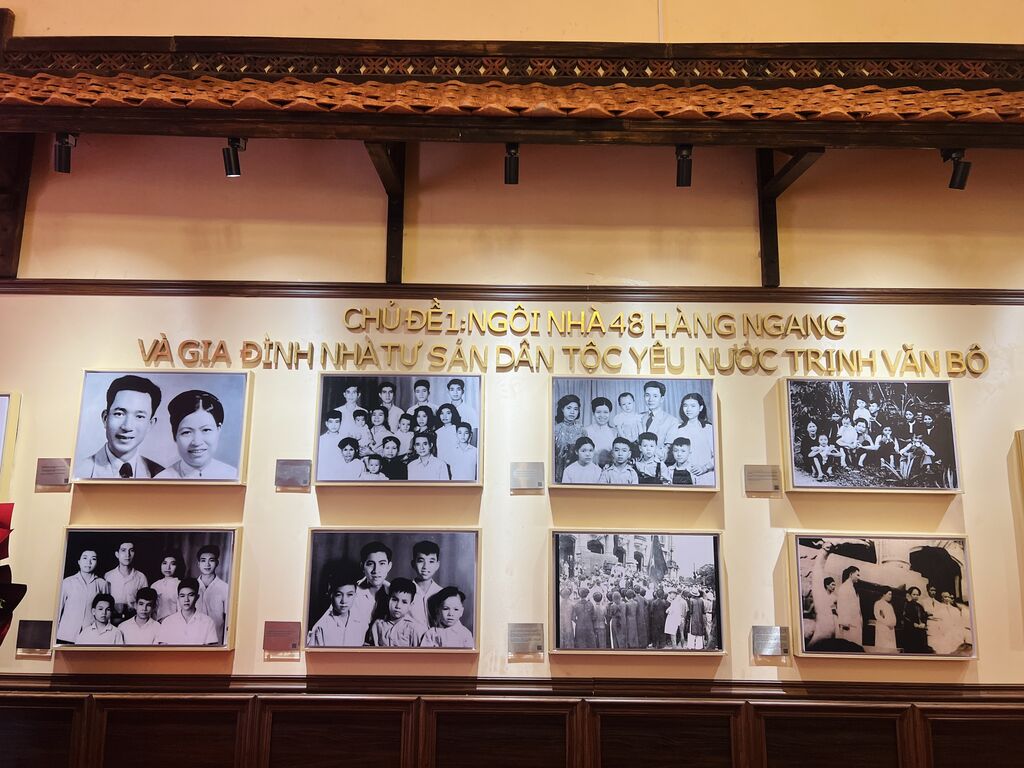 CHỦ ĐỀ 1: NGÔI NHÀ 48 HÀNG NGANG
VÀ GIA ĐÌNH NHÀ TƯ SẢN DÂN TỘC YÊU NƯỚC TRỊNH VĂN BÔ